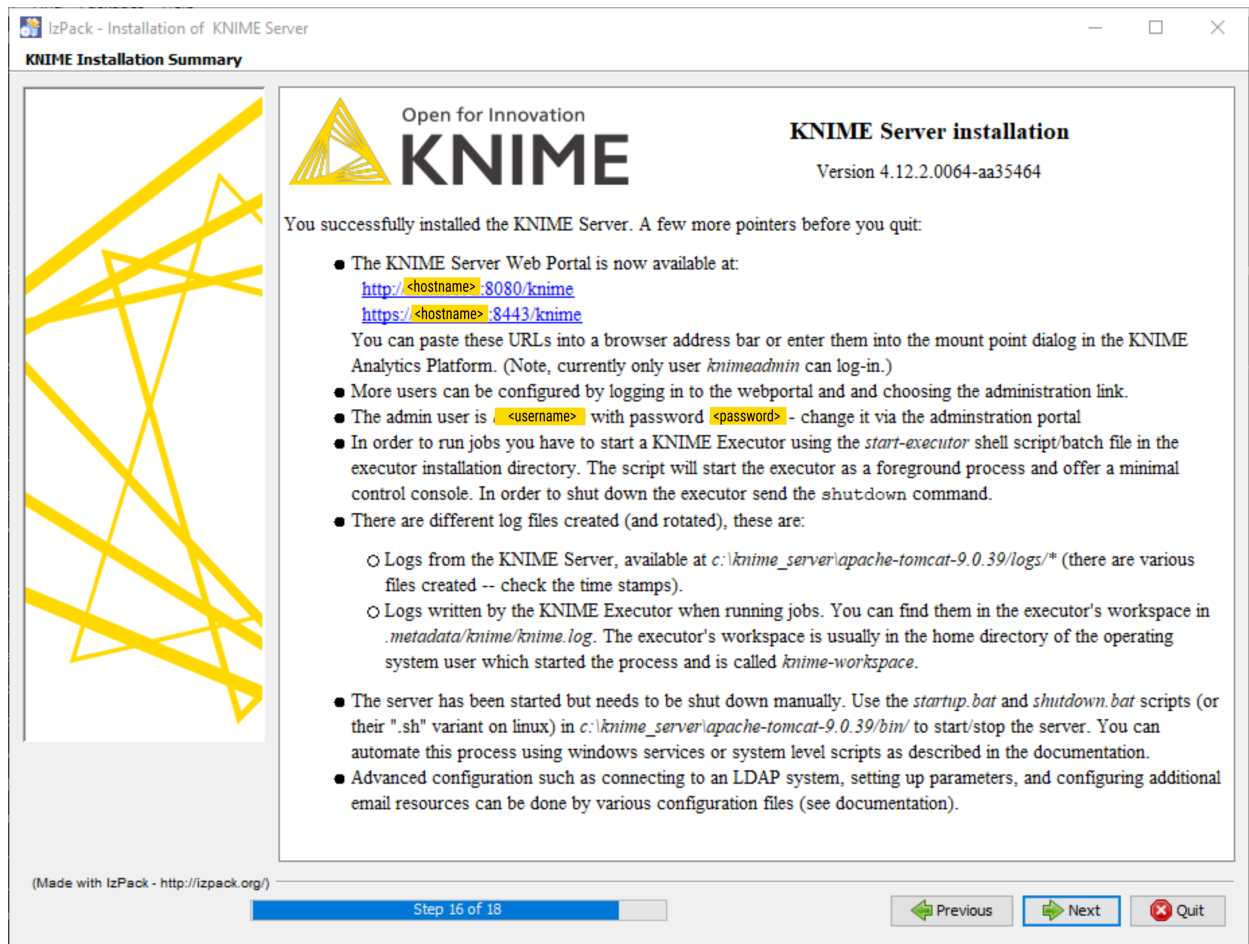 IzPack - Installation of KNIME Server
KNIME Installation Summary
Open for Innovation
KNIME
KNIME Server installation
Version 4.12.2.0064-aa35464
You successfully installed the KNIME Server. A few more pointers before you quit:
The KNIME Server Web Portal is now available at:
http:/<hostname>:8080/knime
https:/<hostname>:8443/knime
You can paste these URLs into a browser address bar or enter them into the mount point dialog in the KNIME
Analytics Platform. (Note, currently only user knimeadmin can log-in.)
More users can be configured by logging in to the webportal and and choosing the administration link.
The admin user is <username> with password <password> - change it via the adminstration portal
In order to run jobs you have to start a KNIME Executor using the start-executor shell script/batch file in the
executor installation directory. The script will start the executor as a foreground process and offer a minimal
control console. In order to shut down the executor send the shutdown command.
There are different log files created (and rotated), these are:
Logs from the KNIME Server, available at c:\knime_server\apache-tomcat-9.0.39/logs/* (there are various
files created -- check the time stamps).
Logs written by the KNIME Executor when running jobs. You can find them in the executor's workspace in
.metadata/knime/knime.log. The executor's workspace is usually in the home directory of the operating
system user which started the process and is called knime-workspace.
The server has been started but needs to be shut down manually. Use the startup.bat and shutdown.bat scripts (or
their ".sh" variant on linux) in c:\knime_server\apache-tomcat-9.0.39/bin/ to start/stop the server. You can
automate this process using windows services or system level scripts as described in the documentation.
Advanced configuration such as connecting to an LDAP system, setting up parameters, and configuring additional
email resources can be done by various configuration files (see documentation).
(Made with IzPack - http://izpack.org/)
Step 16 of 18
Previous
Next
Quit